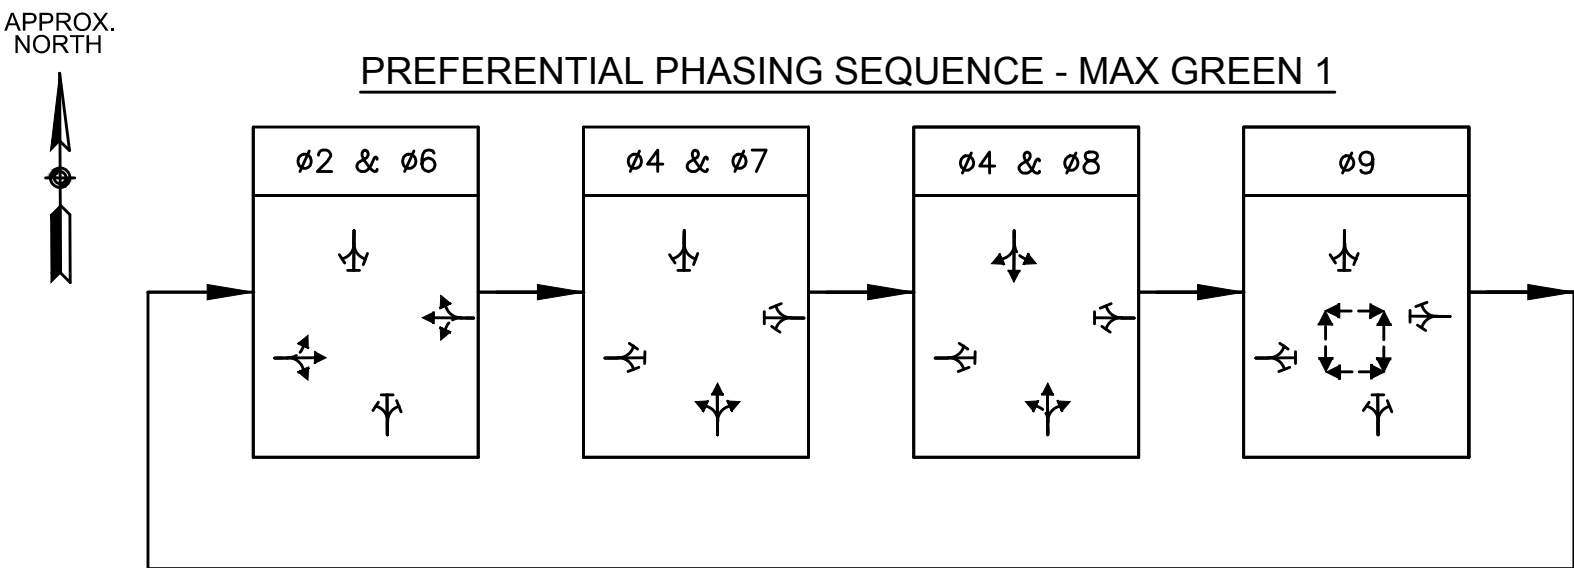 APPROX.
NORTH
PREFERENTIAL PHASING SEQUENCE - MAX GREEN 1
ø2 & ø6
ø4 & ø7
ø4 & ø8
ø9